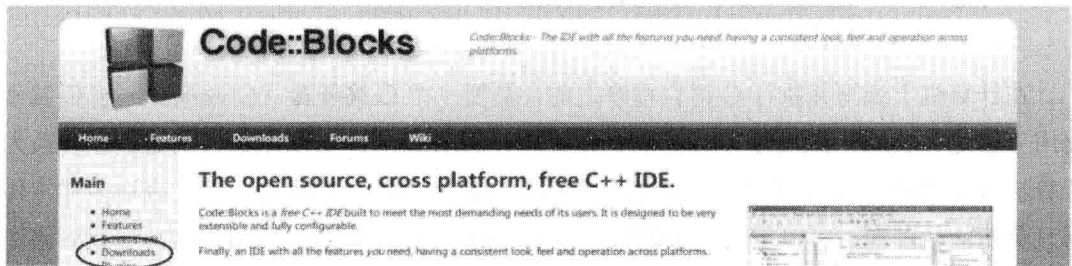 Code::Blocks
Code::Blocks - The IDE with all the features you need, having a consistent look, feel and operation across
platforms.
Home Features Downloads Forums Wiki
Main
The open source, cross platform, free C++ IDE.
Home
Features
Downloads
Code::Blocks is a free C++ IDE built to meet the most demanding needs of its users. It is designed to be very
extensible and fully configurable.
Finally, an IDE with all the features you need, having a consistent look, feel and operation across platforms.